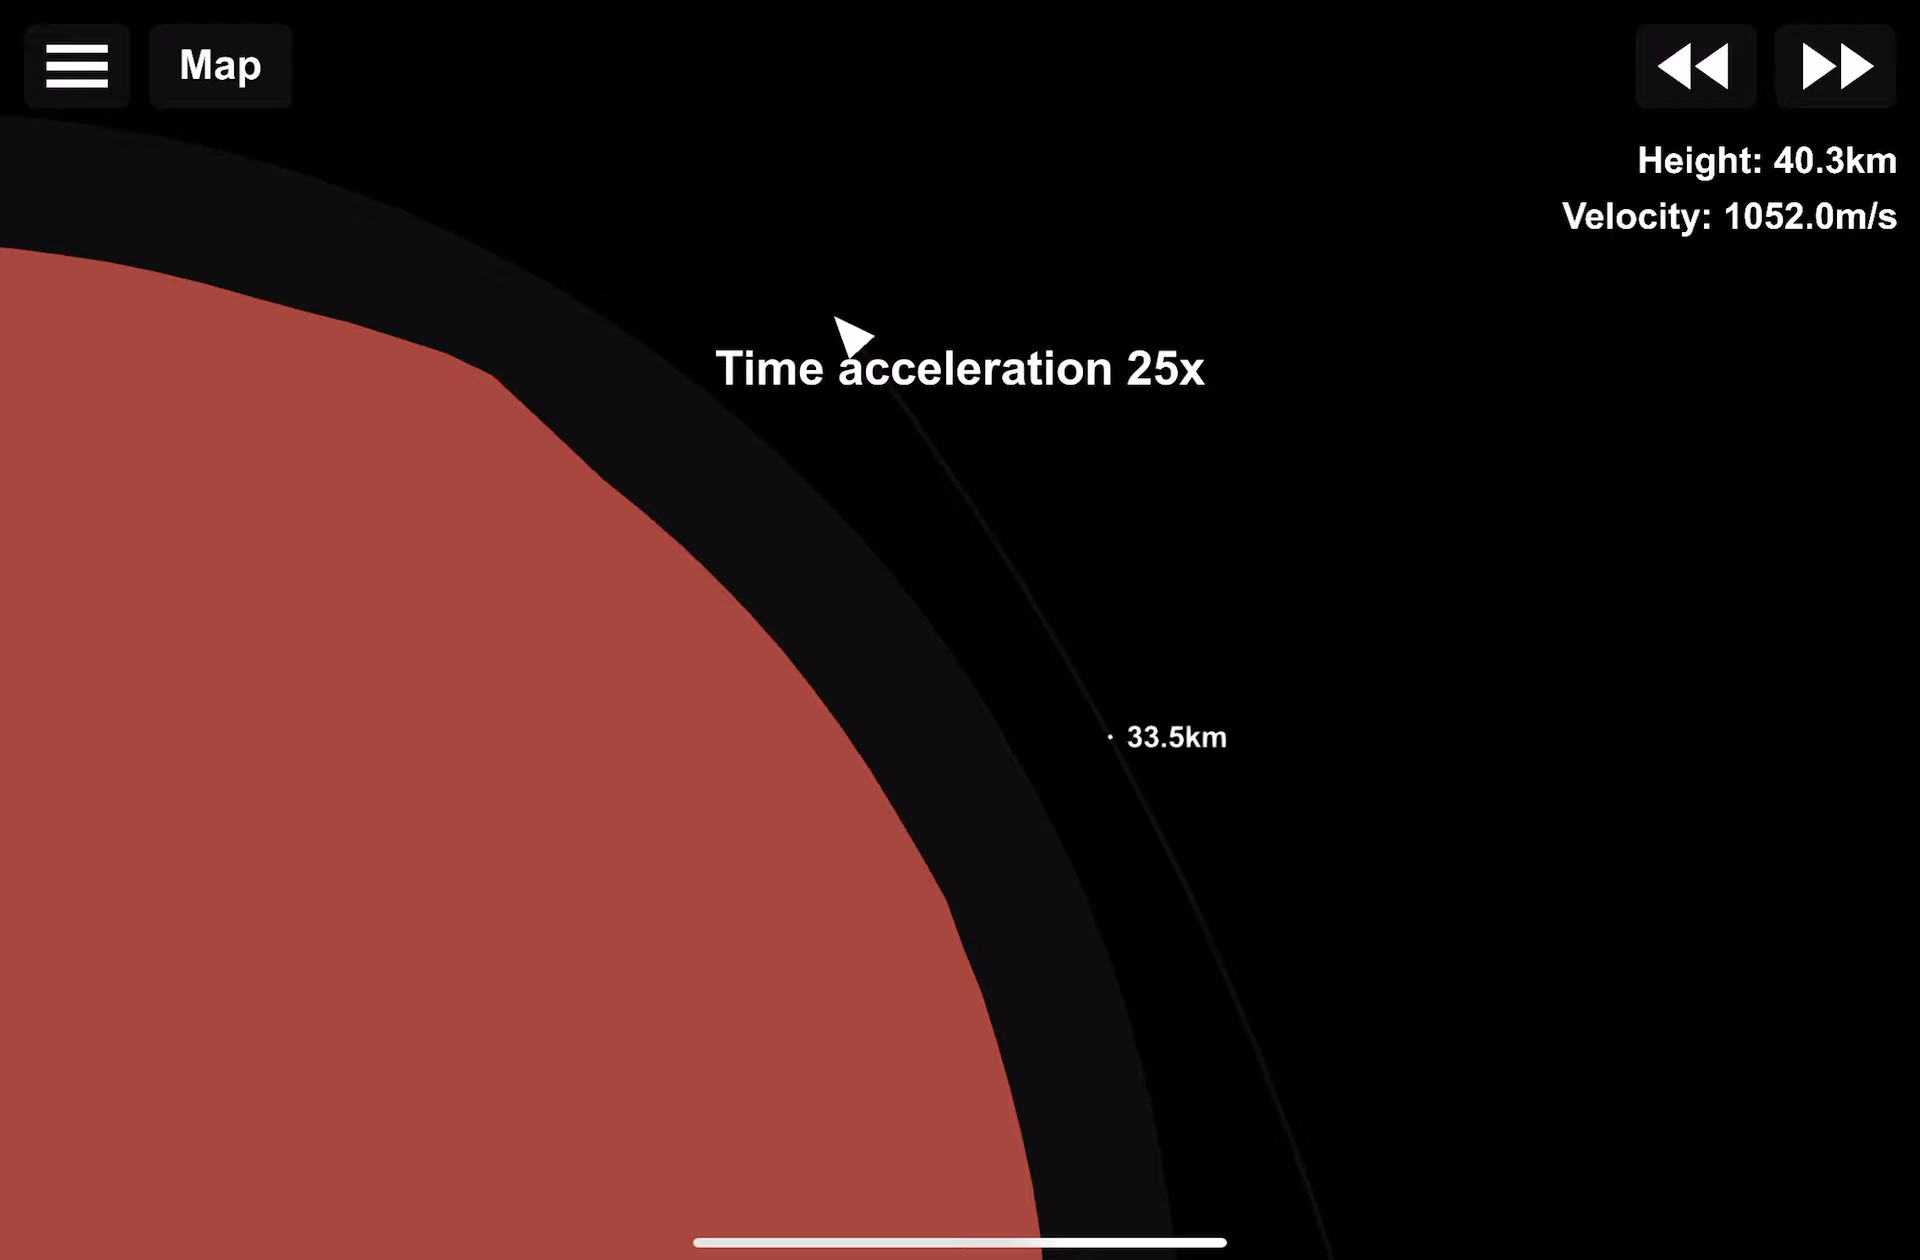 Map
Height: 40.3km
Velocity: 1052.0m/s
Time acceleration 25x
33.5km